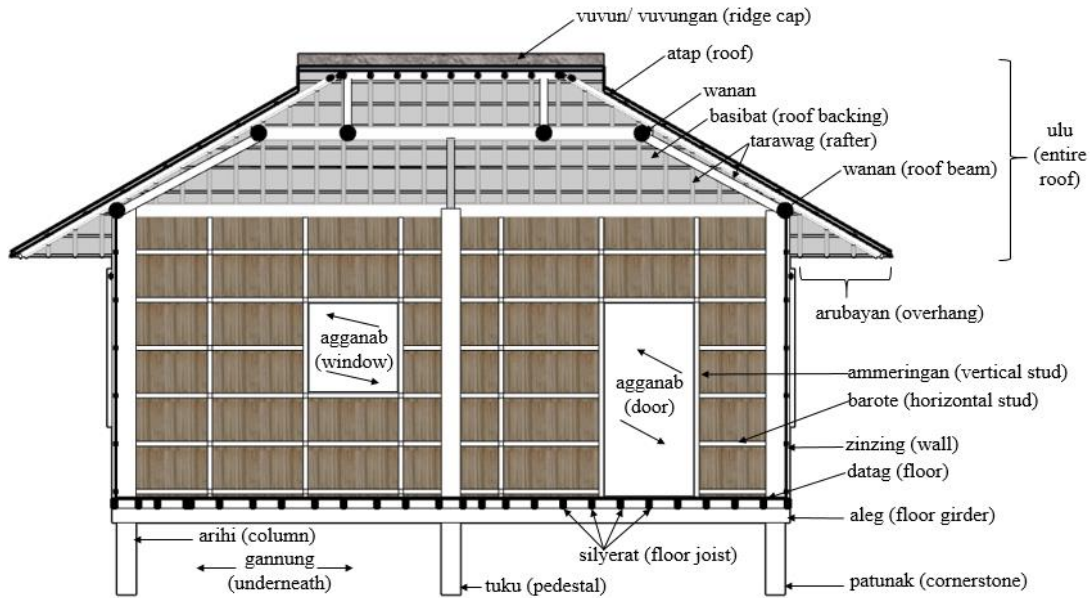 vuvun/ vuvungan (ridge cap)
atap (roof)
wanan
basibat (roof backing)
tarawag (rafter)
ulu
(entire
roof)
wanan (roof beam)
arubayan (overhang)
agganab
(window)
agganab
(door)
ammeringan (vertical stud)
barote (horizontal stud)
zinzing (wall)
datag (floor)
aleg (floor girder)
arihi (column)
gannung
(underneath)
silyerat (floor joist)
tuku (pedestal)
patunak (cornerstone)